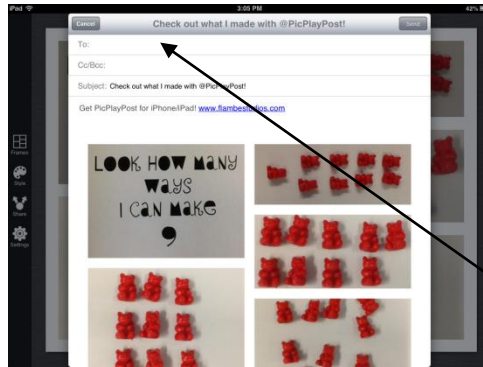 iPad 3:05 PM 42%
Cancel Check out what I made with @PicPlayPost! Send
To:
Cc/Bcc:
Subject: Check out what I made with @PicPlayPost!
Get PicPlayPost for iPhone/iPad! www.flambestudios.com
Frames
Style
Share
Settings
LOOK HOW MANY
WAYS
I CAN MAKE
9